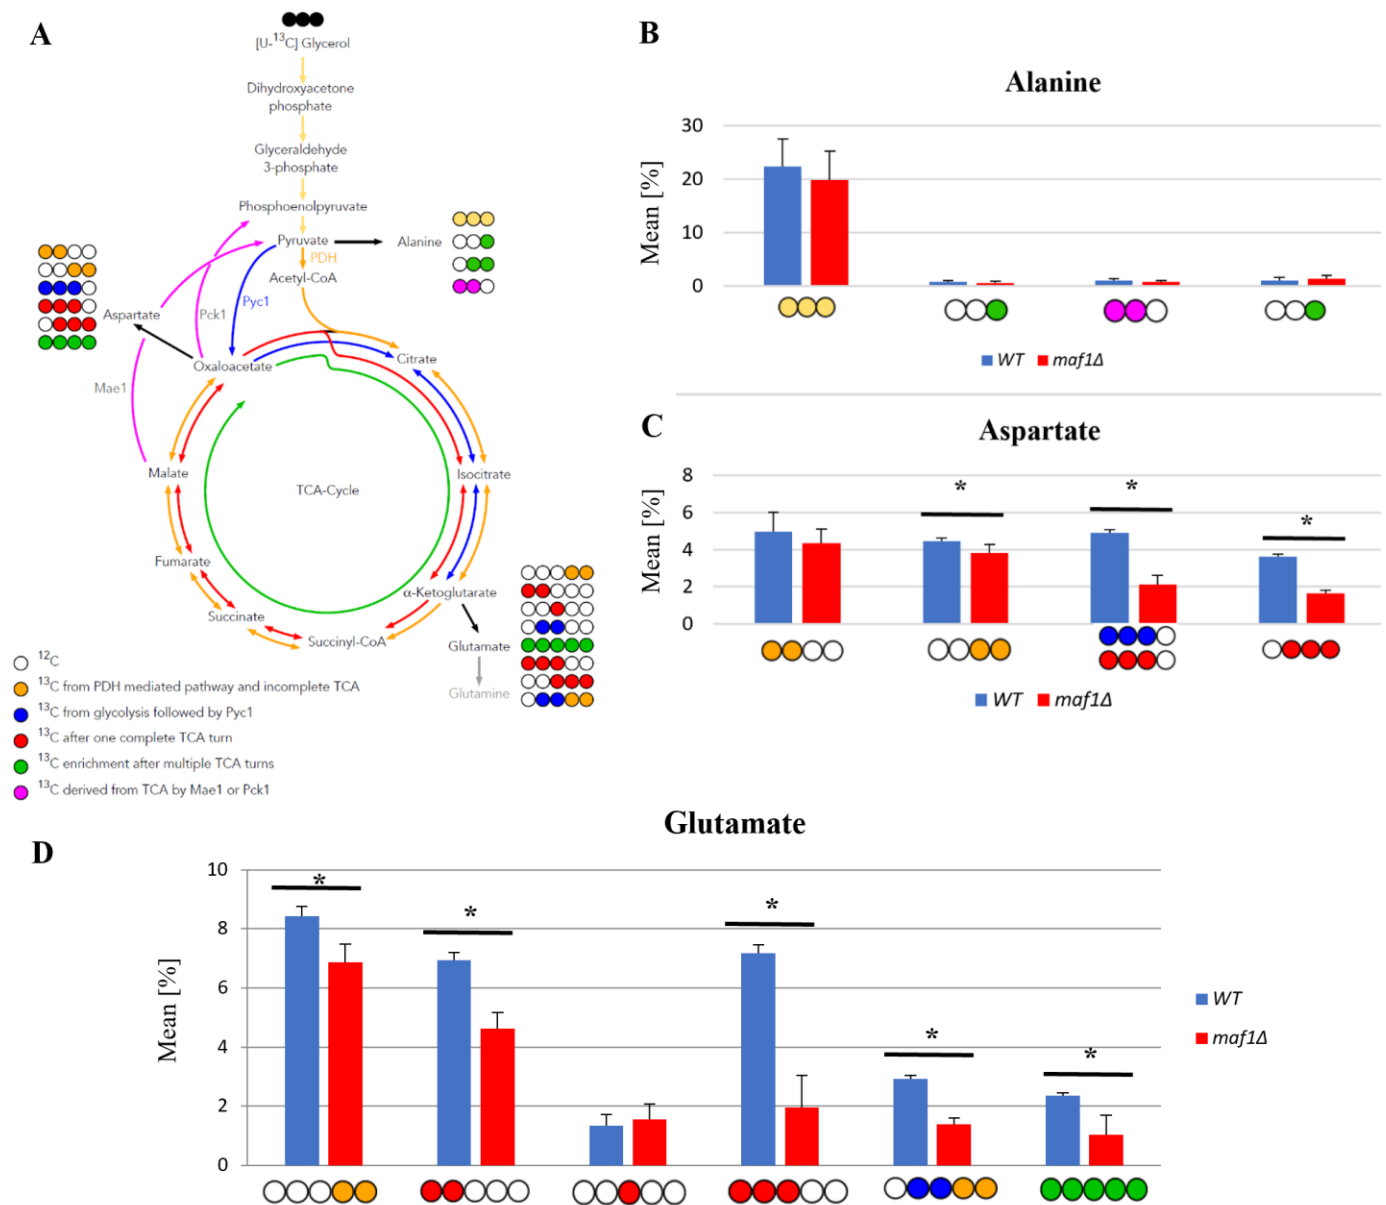 A
[U-13C] Glycerol
Dihydroxyacetone
phosphate
Glyceraldehyde
3-phosphate
Phosphoenolpyruvate
Pyruvate
Alanine
PDH
Acetyl-CoA
Pyc1
Pck1
Aspartate
Oxaloacetate
Citrate
Mae1
Malate
Isocitrate
TCA-Cycle
Fumarate
α-Ketoglutarate
Succinate
Succinyl-CoA
Glutamate
Glutamine
12C
13C from PDH mediated pathway and incomplete TCA
13C from glycolysis followed by Pyc1
13C after one complete TCA turn
13C enrichment after multiple TCA turns
13C derived from TCA by Mae1 or Pck1
B
Alanine
Mean [%]
30
20
10
0
WT maf1Δ
C
Aspartate
Mean [%]
8
6
4
2
0
* * *
WT maf1Δ
D
Glutamate
Mean [%]
10
8
6
4
2
0
* * * * *
WT
maf1Δ